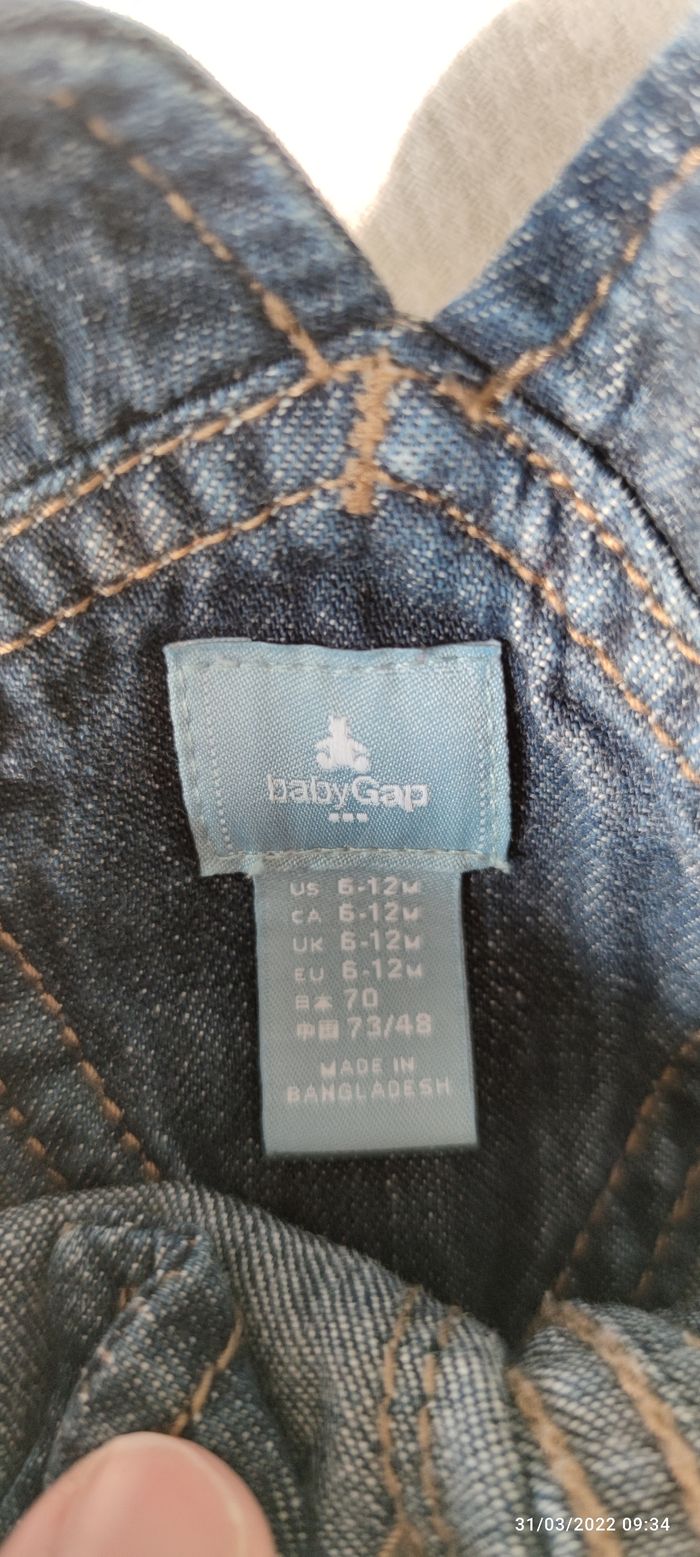 babyGap
US 6-12M
CA 6-12M
UK 6-12M
EU 6-12M
日本 70
中国 73/48
MADE IN
BANGLADESH
31/03/2022 09:34